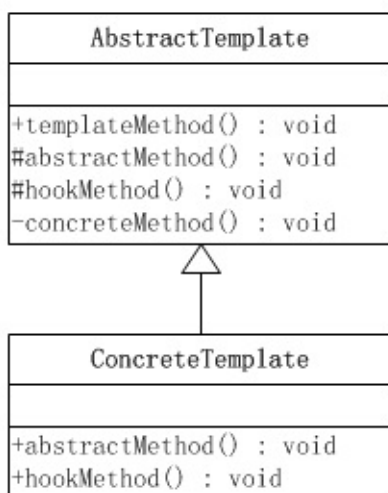 AbstractTemplate
+templateMethod() : void
#abstractMethod() : void
#hookMethod() : void
-concreteMethod() : void
ConcreteTemplate
+abstractMethod() : void
+hookMethod() : void